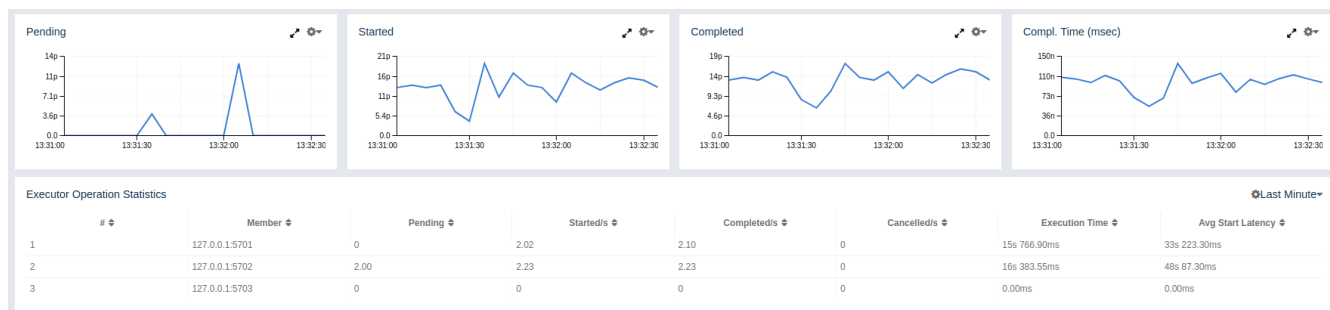 Pending
14p
11p
7.1p
3.6p
0.0
13:31:00 13:31:30 13:32:00 13:32:30
Started
21p
16p
11p
5.4p
0.0
13:31:00 13:31:30 13:32:00 13:32:30
Completed
19p
14p
9.3p
4.6p
0.0
13:31:00 13:31:30 13:32:00 13:32:30
Compl. Time (msec)
150n
110n
73n
36n
0.0
13:31:00 13:31:30 13:32:00 13:32:30
Executor Operation Statistics Last Minute
# Member Pending Started/s Completed/s Cancelled/s Execution Time Avg Start Latency
1 127.0.0.1:5701 0 2.02 2.10 0 15s 766.90ms 33s 223.30ms
2 127.0.0.1:5702 2.00 2.23 2.23 0 16s 383.55ms 48s 87.30ms
3 127.0.0.1:5703 0 0 0 0 0.00ms 0.00ms